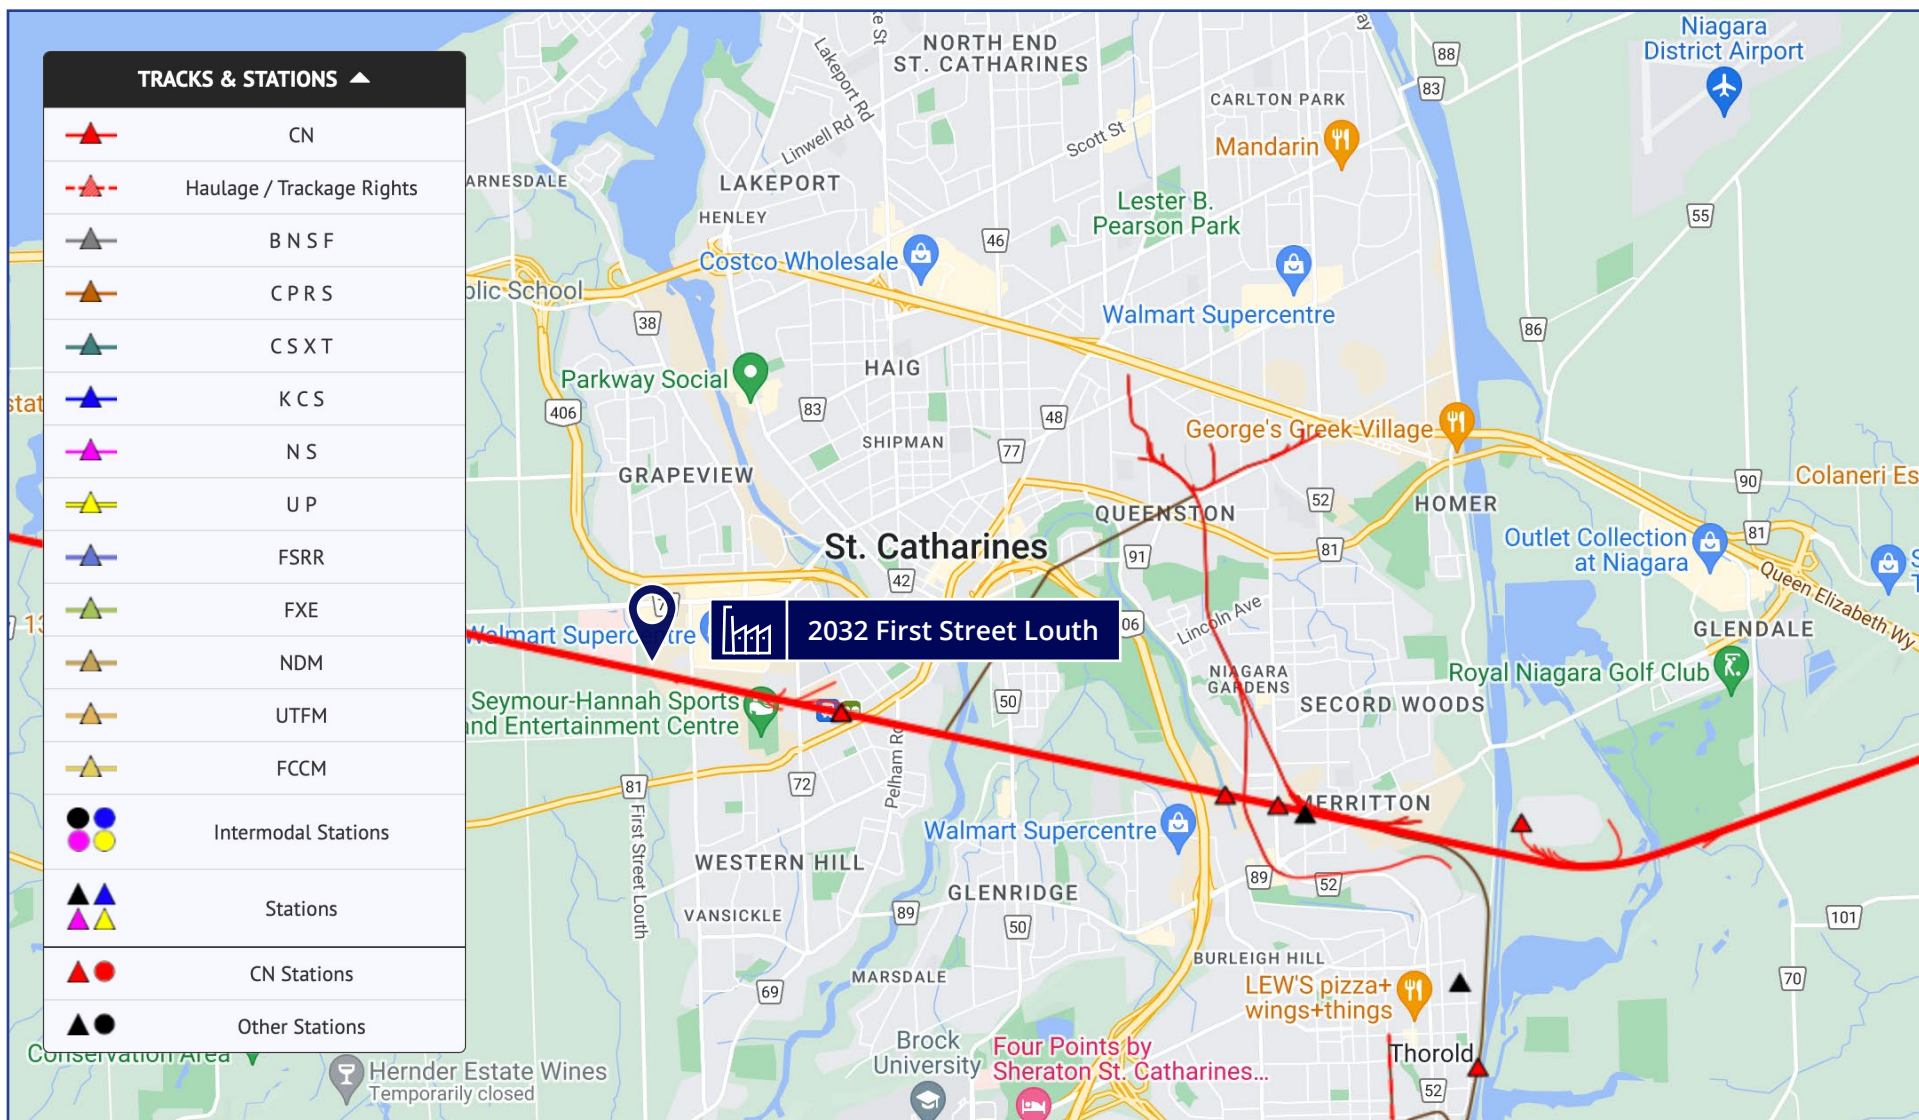 TRACKS & STATIONS
CN
Haulage / Trackage Rights
B N S F
C P R S
C S X T
K C S
N S
U P
FSRR
FXE
NDM
UTFM
FCCM
Intermodal Stations
Stations
CN Stations
Other Stations
NORTH END
ST. CATHARINES
Niagara
District Airport
88
83
CARLTON PARK
Lakeport Rd
Linwell Rd
Scott St
Mandarin
ARNESDALE
LAKEPORT
HENLEY
Lester B.
Pearson Park
55
46
Costco Wholesale
blic School
Walmart Supercentre
38
86
HAIG
Parkway Social
83
406
48
SHIPMAN
77
George's Greek Village
GRAPEVIEW
90
Colaneri Es
52
HOMER
QUEENSTON
St. Catharines
91
81
81
Outlet Collection
at Niagara
42
Queen Elizabeth Wy
2032 First Street Louth
06
Lincoln Ave
GLENDALE
Walmart Supercentre
NIAGARA
GARDENS
Royal Niagara Golf Club
Seymour-Hannah Sports
and Entertainment Centre
50
SECORD WOODS
Pelham Rd
81
72
First Street Louth
MERRITTON
Walmart Supercentre
WESTERN HILL
89
52
GLENRIDGE
VANSICKLE
89
50
101
BURLEIGH HILL
MARSDALE
69
LEW'S pizza+
wings+things
70
Brock
University
Four Points by
Sheraton St. Catharines...
Thorold
52
Conservation Area
Hernder Estate Wines
Temporarily closed